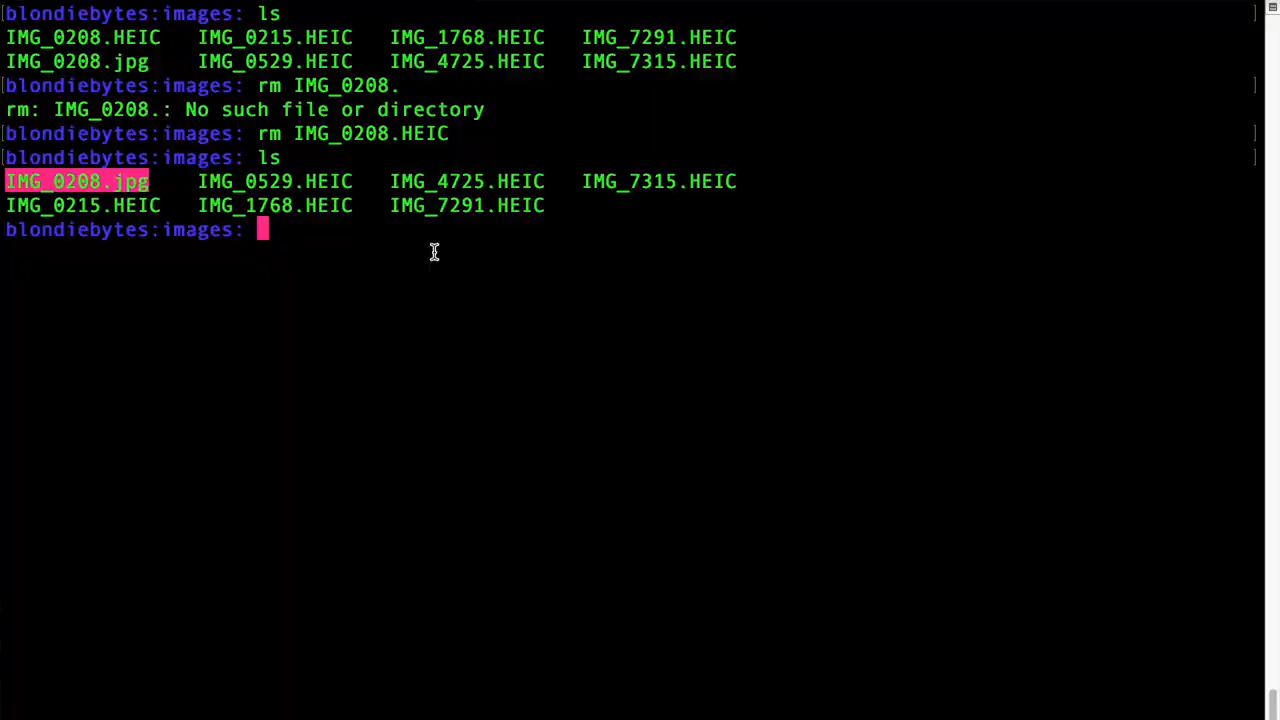 blondiebytes:images: ls
IMG_0208.HEIC IMG_0215.HEIC IMG_1768.HEIC IMG_7291.HEIC
IMG_0208.jpg IMG_0529.HEIC IMG_4725.HEIC IMG_7315.HEIC
blondiebytes:images: rm IMG_0208.
rm: IMG_0208.: No such file or directory
blondiebytes:images: rm IMG_0208.HEIC
blondiebytes:images: ls
IMG_0208.jpg IMG_0529.HEIC IMG_4725.HEIC IMG_7315.HEIC
IMG_0215.HEIC IMG_1768.HEIC IMG_7291.HEIC
blondiebytes:images: